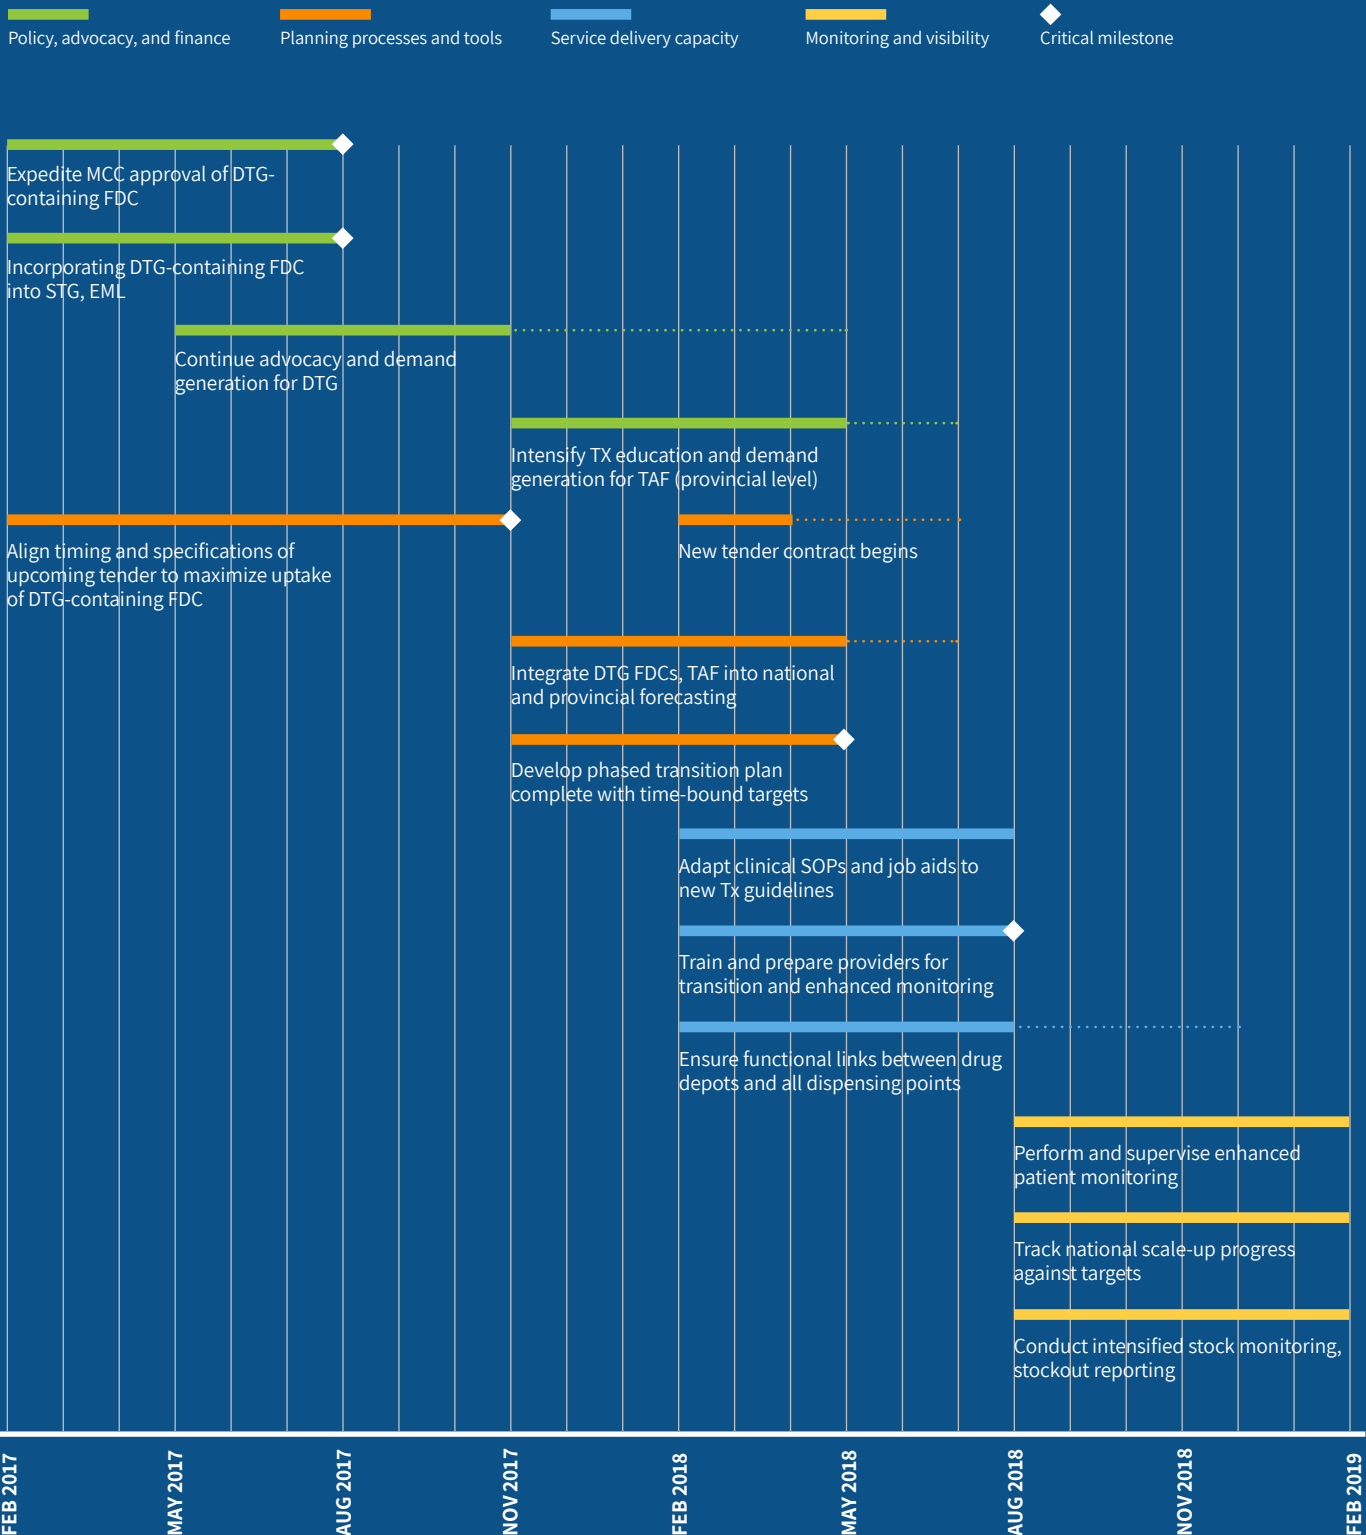 Policy, advocacy, and finance
Planning processes and tools
Service delivery capacity
Monitoring and visibility
Critical milestone
Expedite MCC approval of DTG-
containing FDC
Incorporating DTG-containing FDC
into STG, EML
Continue advocacy and demand
generation for DTG
Intensify TX education and demand
generation for TAF (provincial level)
Align timing and specifications of
upcoming tender to maximize uptake
of DTG-containing FDC
New tender contract begins
Integrate DTG FDCs, TAF into national
and provincial forecasting
Develop phased transition plan
complete with time-bound targets
Adapt clinical SOPs and job aids to
new Tx guidelines
Train and prepare providers for
transition and enhanced monitoring
Ensure functional links between drug
depots and all dispensing points
Perform and supervise enhanced
patient monitoring
Track national scale-up progress
against targets
Conduct intensified stock monitoring,
stockout reporting
FEB 2017
MAY 2017
AUG 2017
NOV 2017
FEB 2018
MAY 2018
AUG 2018
NOV 2018
FEB 2019